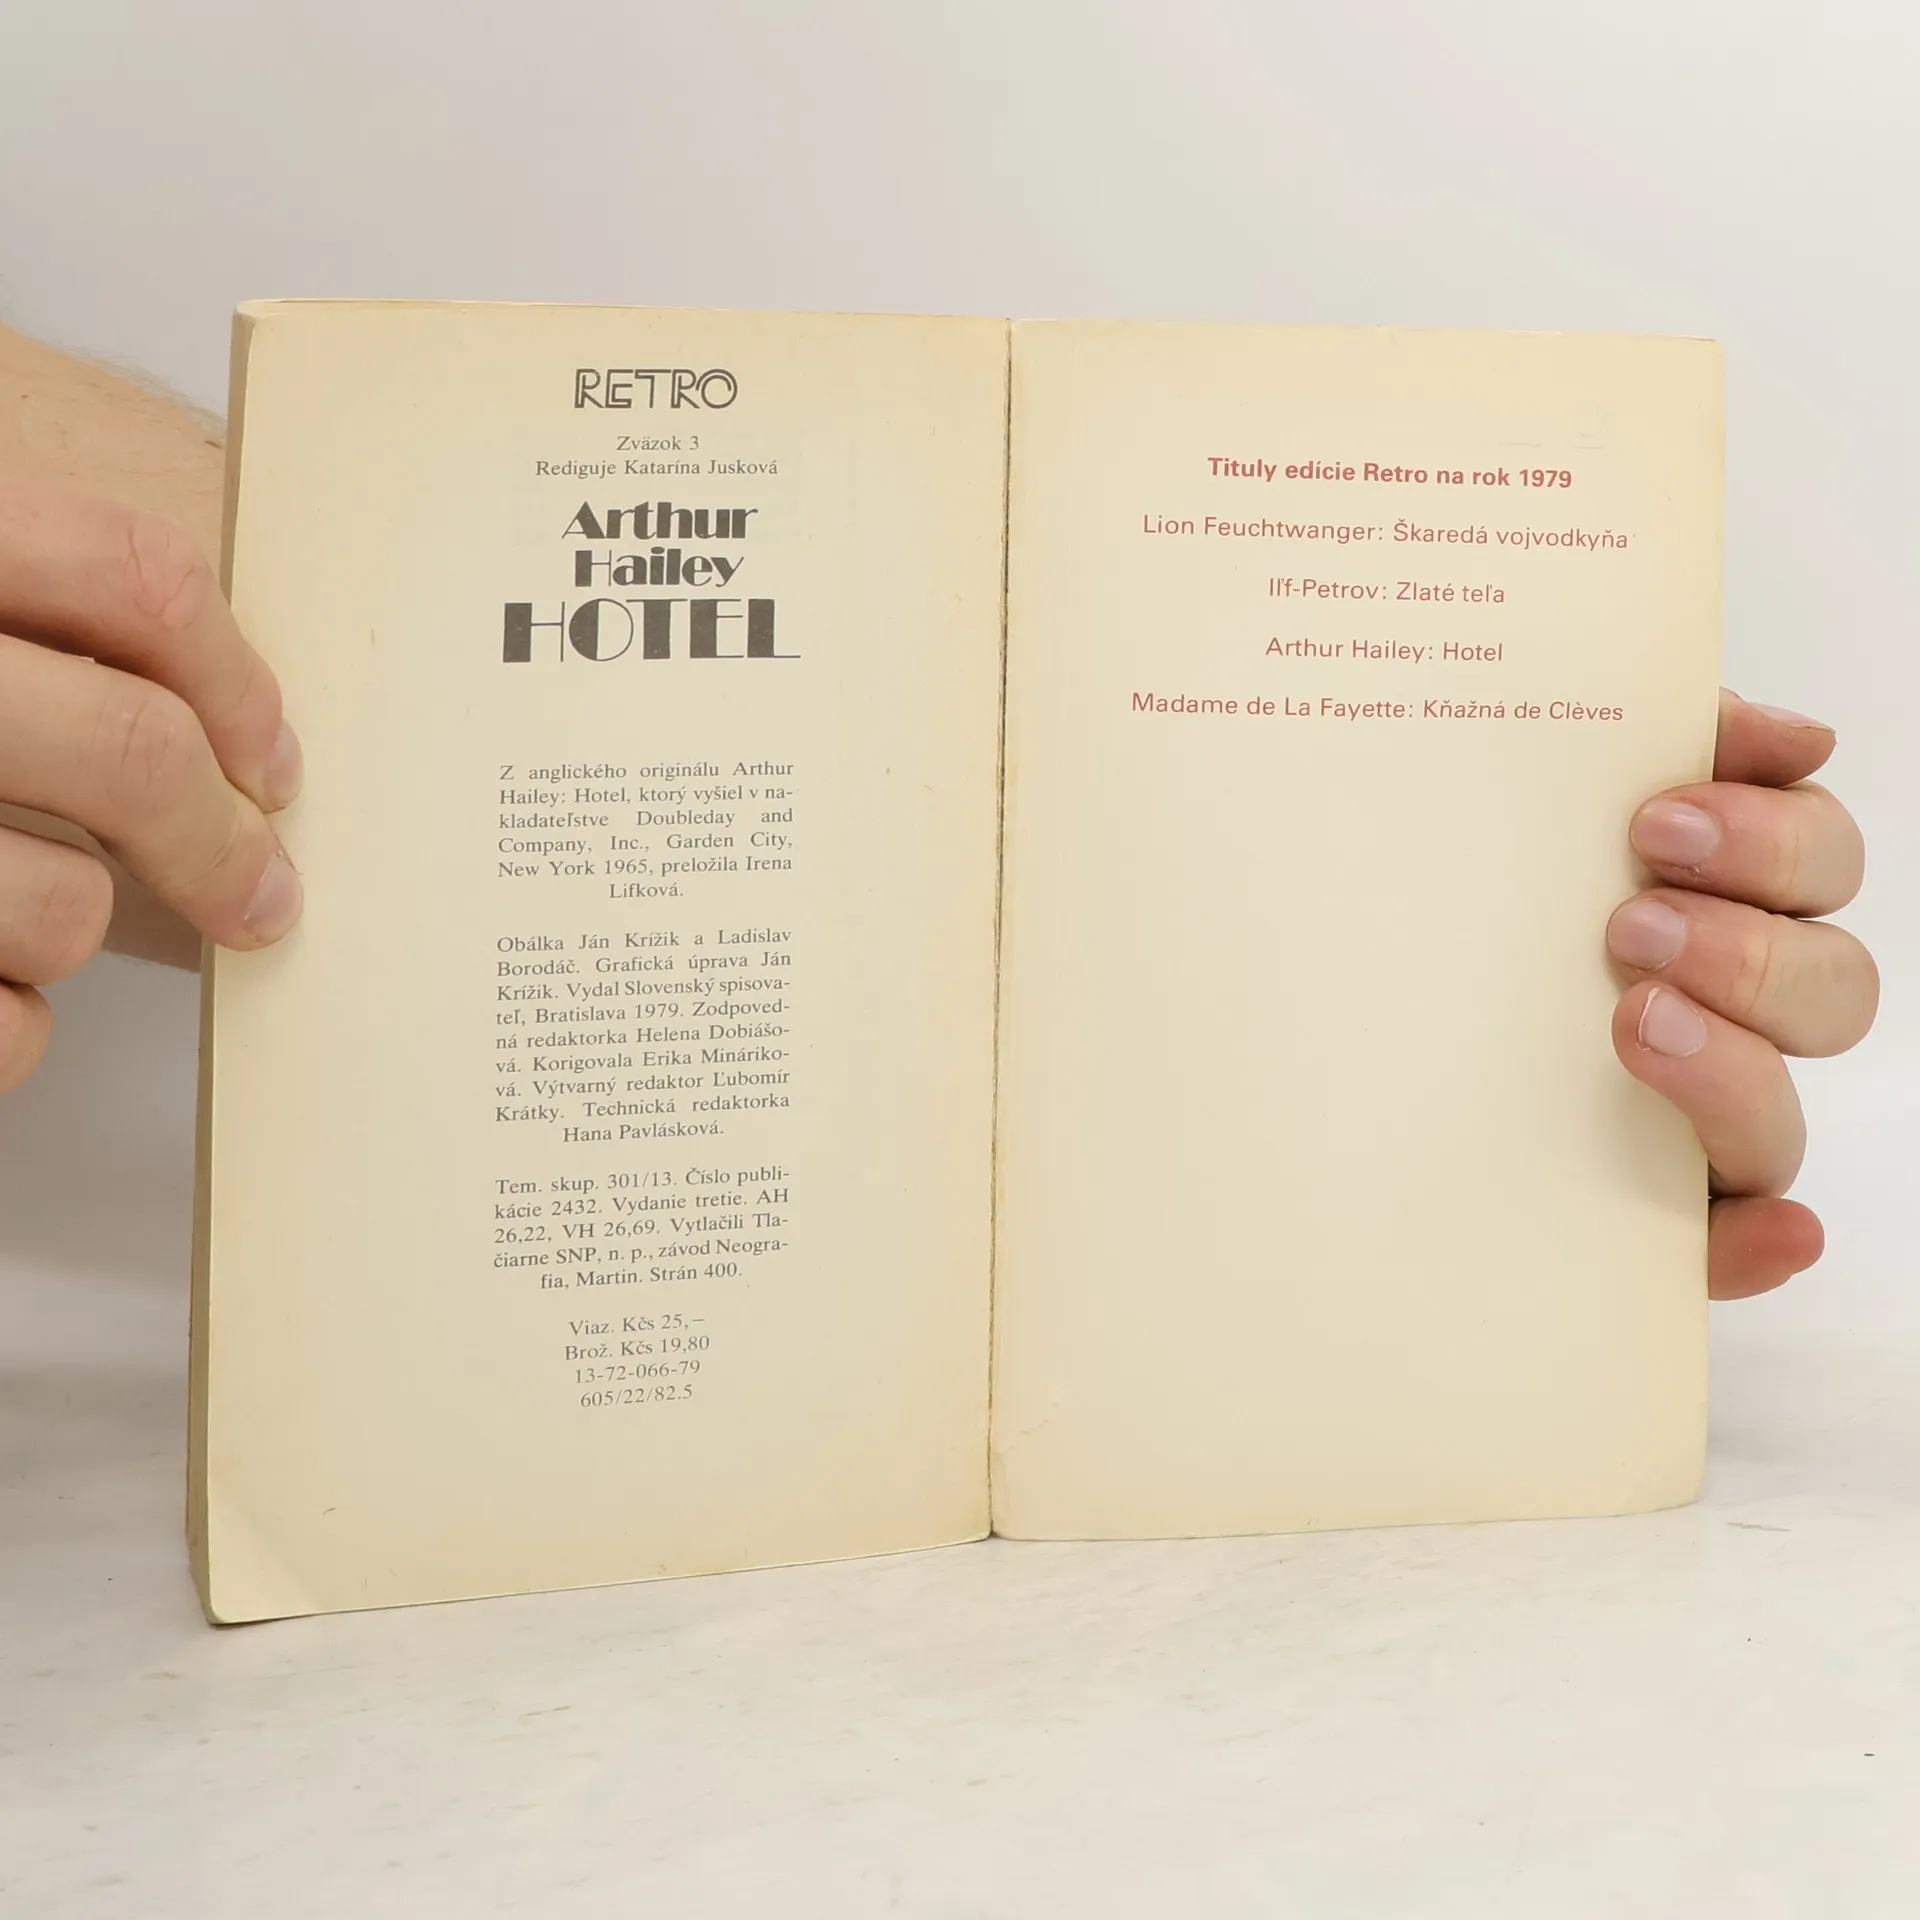 RETRO
Zväzok 3
Rediguje Katarína Jusková
Arthur
Hailey
HOTEL
Z anglického originálu Arthur
Hailey: Hotel, ktorý vyšiel v na-
kladateľstve Doubleday and
Company, Inc., Garden City,
New York 1965, preložila Irena
Lifková.
Obálka Ján Krížik a Ladislav
Borodáč. Grafická úprava Ján
Krížik. Vydal Slovenský spisova-
teľ, Bratislava 1979. Zodpoved-
ná redaktorka Helena Dobiášo-
vá. Korigovala Erika Mináriko-
vá. Výtvarný redaktor Ľubomír
Krátky. Technická redaktorka
Hana Pavlásková.
Tem. skup. 301/13. Číslo publi-
kácie 2432. Vydanie tretie. AH
26,22, VH 26,69. Vytlačili Tla-
čiarne SNP, n. p., závod Neogra-
fia, Martin. Strán 400.
Viaz. Kčs 25,–
Brož. Kčs 19,80
13-72-066-79
605/22/82.5
Tituly edície Retro na rok 1979
Lion Feuchtwanger: Škaredá vojvodkyňa
Iľf-Petrov: Zlaté teľa
Arthur Hailey: Hotel
Madame de La Fayette: Kňažná de Clèves